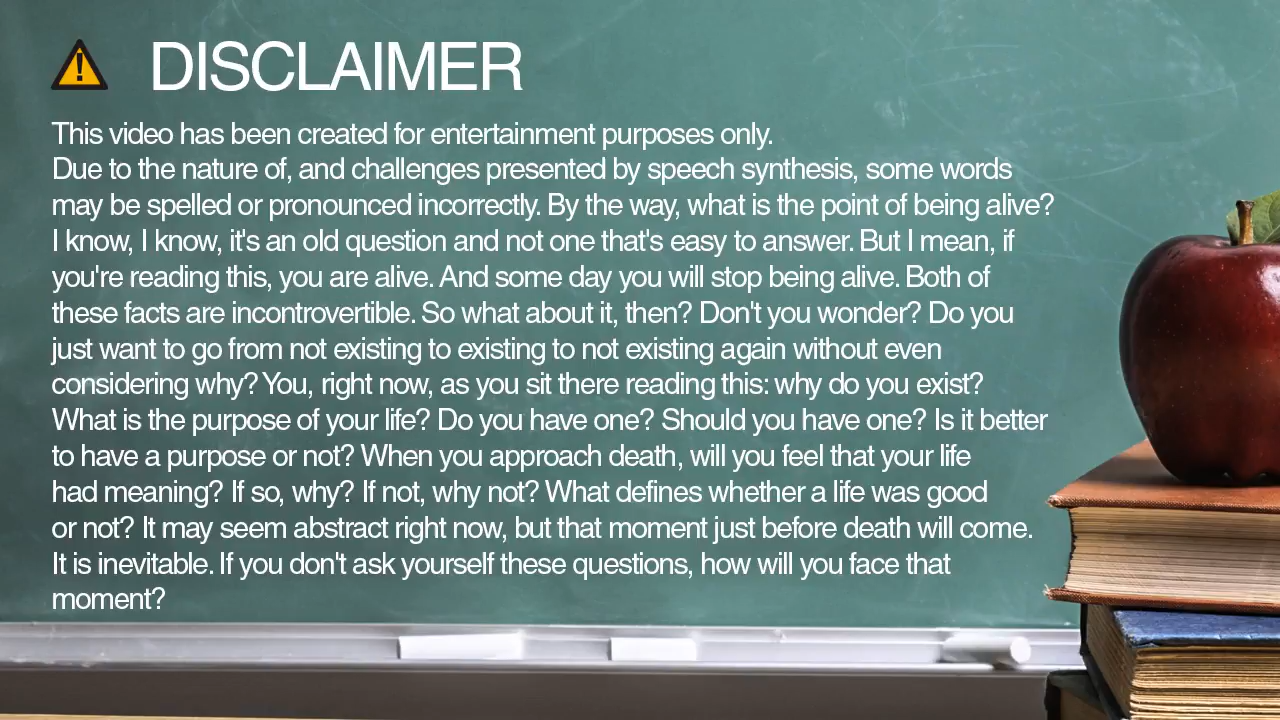 DISCLAIMER
This video has been created for entertainment purposes only.
Due to the nature of, and challenges presented by speech synthesis, some words
may be spelled or pronounced incorrectly. By the way, what is the point of being alive?
I know, I know, it's an old question and not one that's easy to answer. But I mean, if
you're reading this, you are alive. And some day you will stop being alive. Both of
these facts are incontrovertible. So what about it, then? Don't you wonder? Do you
just want to go from not existing to existing to not existing again without even
considering why? You, right now, as you sit there reading this: why do you exist?
What is the purpose of your life? Do you have one? Should you have one? Is it better
to have a purpose or not? When you approach death, will you feel that your life
had meaning? If so, why? If not, why not? What defines whether a life was good
or not? It may seem abstract right now, but that moment just before death will come.
It is inevitable. If you don't ask yourself these questions, how will you face that
moment?